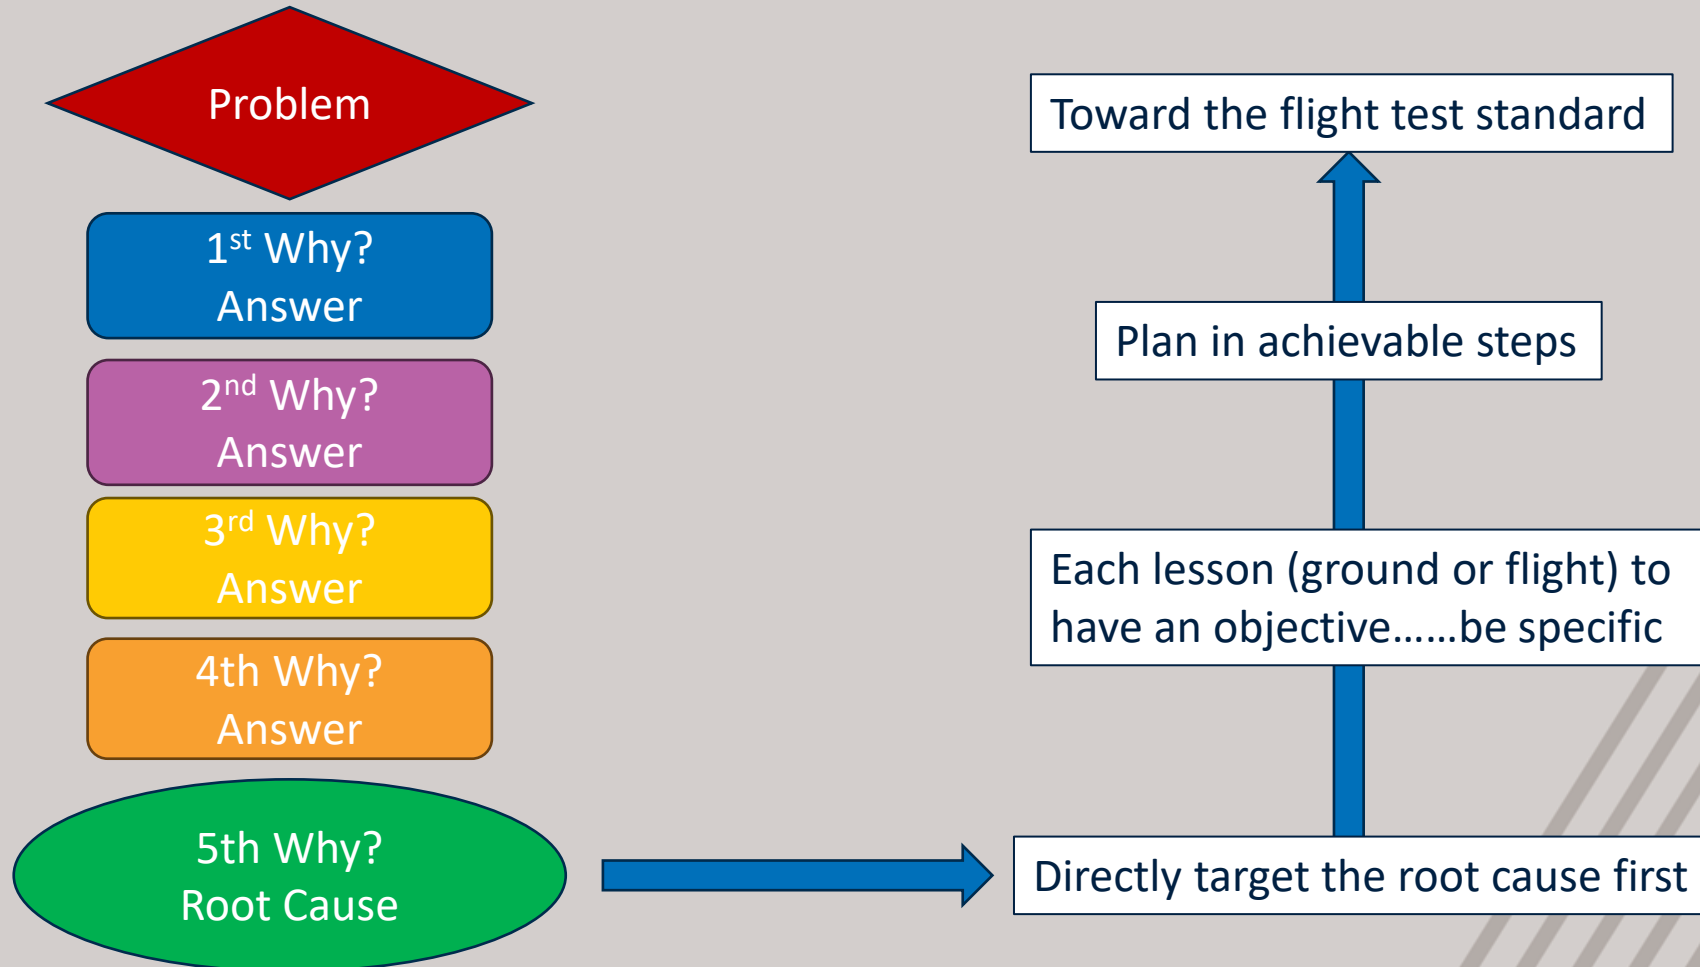 Problem
1st Why?
Answer
2nd Why?
Answer
3rd Why?
Answer
4th Why?
Answer
5th Why?
Root Cause
Toward the flight test standard
Plan in achievable steps
Each lesson (ground or flight) to
have an objective......be specific
Directly target the root cause first